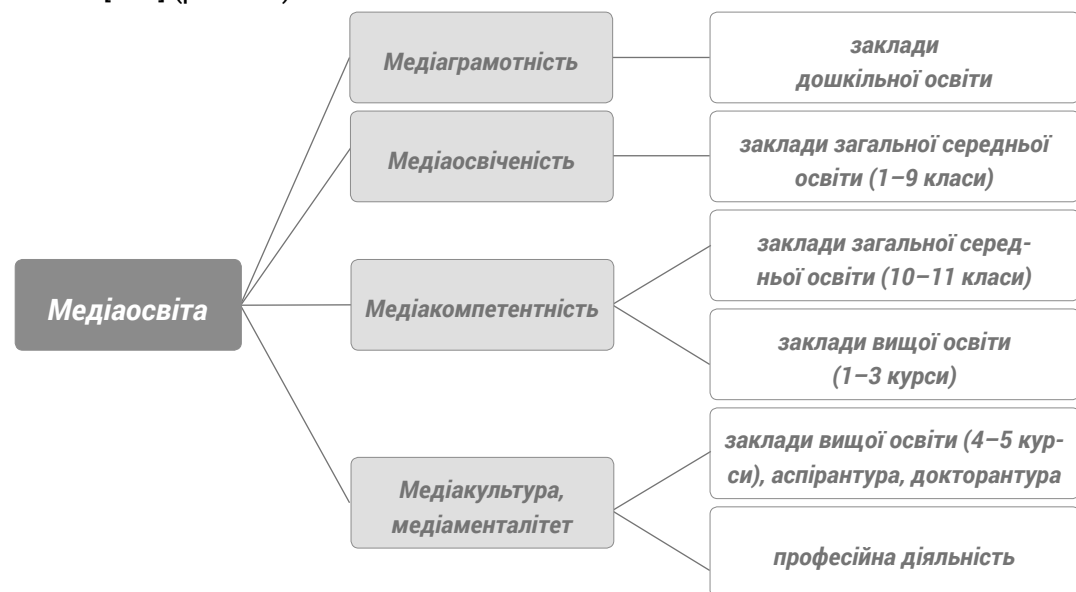 Медіаграмотність
заклади
дошкільної освіти
Медіаосвіченість
заклади загальної середньої
освіти (1–9 класи)
Медіаосвіта
Медіакомпетентність
заклади загальної серед-
ньої освіти (10–11 класи)
заклади вищої освіти
(1–3 курси)
Медіакультура,
медіаменталітет
заклади вищої освіти (4–5 кур-
си), аспірантура, докторантура
професійна діяльність